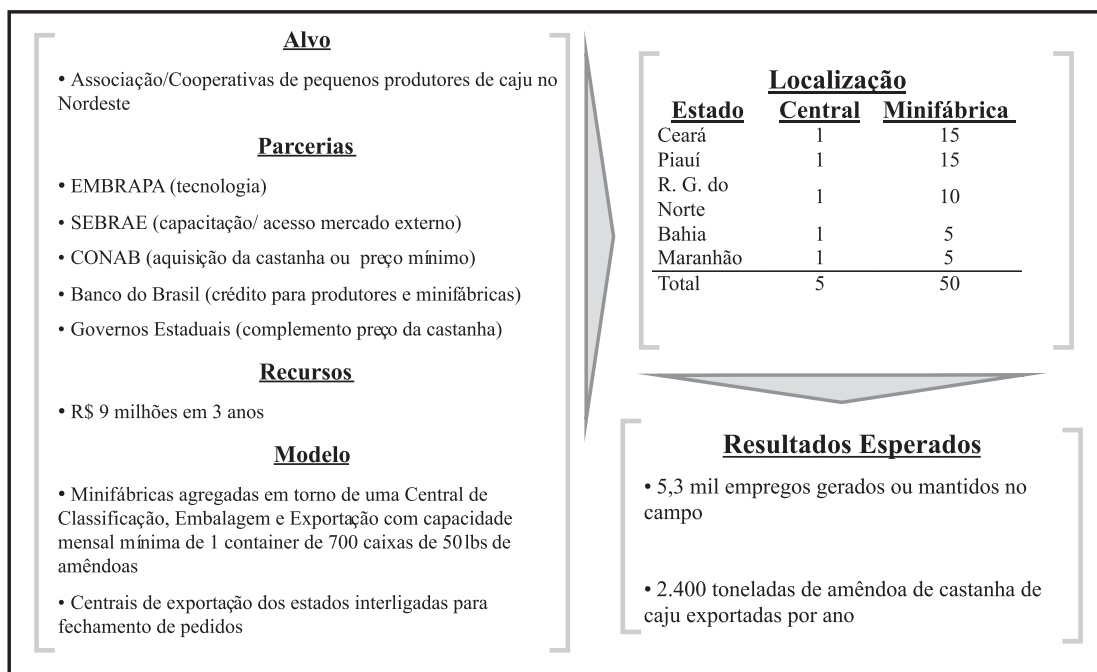 Alvo
• Associação/Cooperativas de pequenos produtores de caju no
Nordeste
Parcerias
• EMBRAPA (tecnologia)
• SEBRAE (capacitação/ acesso mercado externo)
• CONAB (aquisição da castanha ou preço mínimo)
• Banco do Brasil (crédito para produtores e minifábricas)
• Governos Estaduais (complemento preço da castanha)
Recursos
• R$ 9 milhões em 3 anos
Modelo
• Minifábricas agregadas em torno de uma Central de
Classificação, Embalagem e Exportação com capacidade
mensal mínima de 1 container de 700 caixas de 50lbs de
amêndoas
• Centrais de exportação dos estados interligadas para
fechamento de pedidos
Localização
Estado Central Minifábrica
Ceará 1 15
Piauí 1 15
R. G. do
Norte 1 10
Bahia 1 5
Maranhão 1 5
Total 5 50
Resultados Esperados
• 5,3 mil empregos gerados ou mantidos no
campo
• 2.400 toneladas de amêndoa de castanha de
caju exportadas por ano